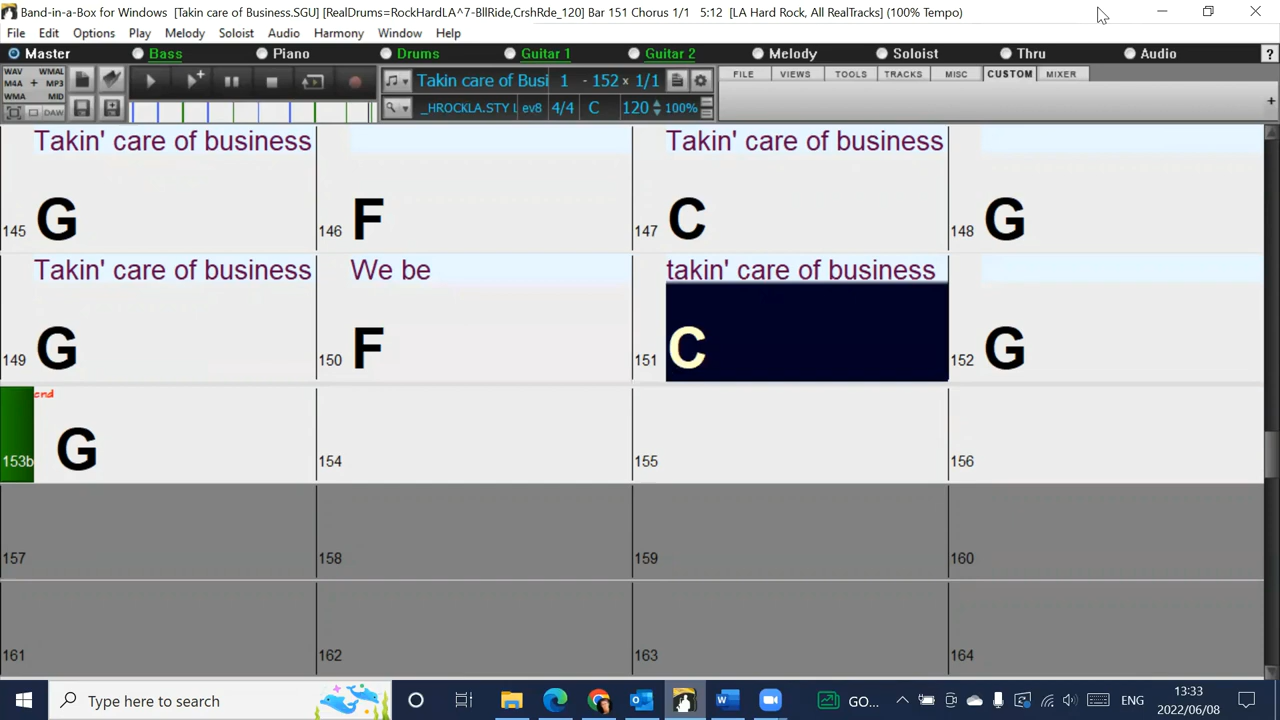 Band-in-a-Box for Windows [Takin care of Business.SGU] [RealDrums=RockHardLA^7-BllRide,CrshRde_120] Bar 151 Chorus 1/1 5:12 [LA Hard Rock, All RealTracks] (100% Tempo)
File Edit Options Play Melody Soloist Audio Harmony Window Help
Master Bass Piano Drums Guitar 1 Guitar 2 Melody Soloist Thru Audio ?
WAV WMAL
M4A + MP3
WMA MID
DAW
Takin care of Busi 1 - 152 x 1/1
_HROCKLA.STY L ev8 4/4 C 120 100%
FILE VIEWS TOOLS TRACKS MISC CUSTOM MIXER
+
Takin' care of business Takin' care of business
145 G 146 F 147 C 148 G
Takin' care of business We be takin' care of business
149 G 150 F 151 C 152 G
end
153b G 154 155 156
157 158 159 160
161 162 163 164
Type here to search
GO... ENG
13:33
2022/06/08